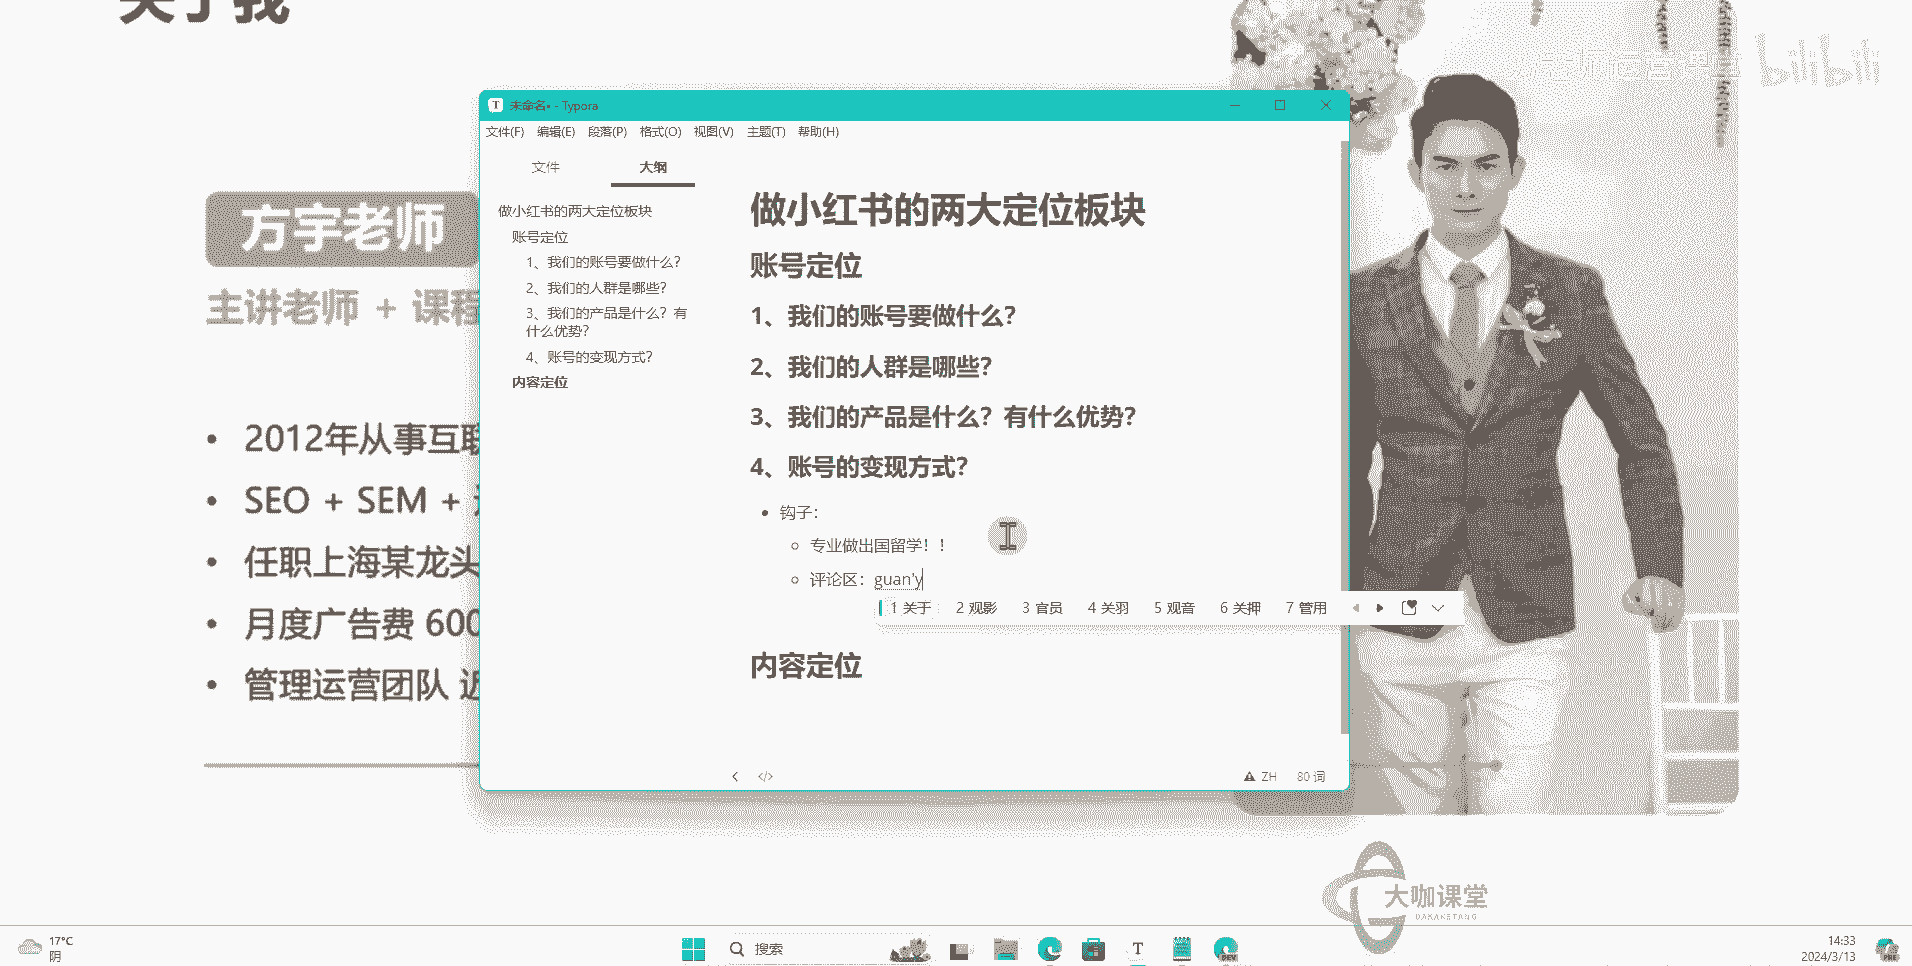 关于我
bilibili
方宇老师
主讲老师 + 课程
2012年从事互联
SEO + SEM +
任职上海某龙头
月度广告费 600
管理运营团队 近
未命名• - Typora
文件(F) 编辑(E) 段落(P) 格式(O) 视图(V) 主题(T) 帮助(H)
文件 大纲
做小红书的两大定位板块
账号定位
1、我们的账号要做什么?
2、我们的人群是哪些?
3、我们的产品是什么? 有
什么优势?
4、账号的变现方式?
内容定位
做小红书的两大定位板块
账号定位
1、我们的账号要做什么?
2、我们的人群是哪些?
3、我们的产品是什么? 有什么优势?
4、账号的变现方式?
钩子:
专业做出国留学! !
评论区: guan'y
1 关于 2 观影 3 官员 4 关羽 5 观音 6 关押 7 管用
内容定位
ZH 80 词
大咖课堂
DAKAKETANG
17°C
阴
搜索
14:33
2024/3/13